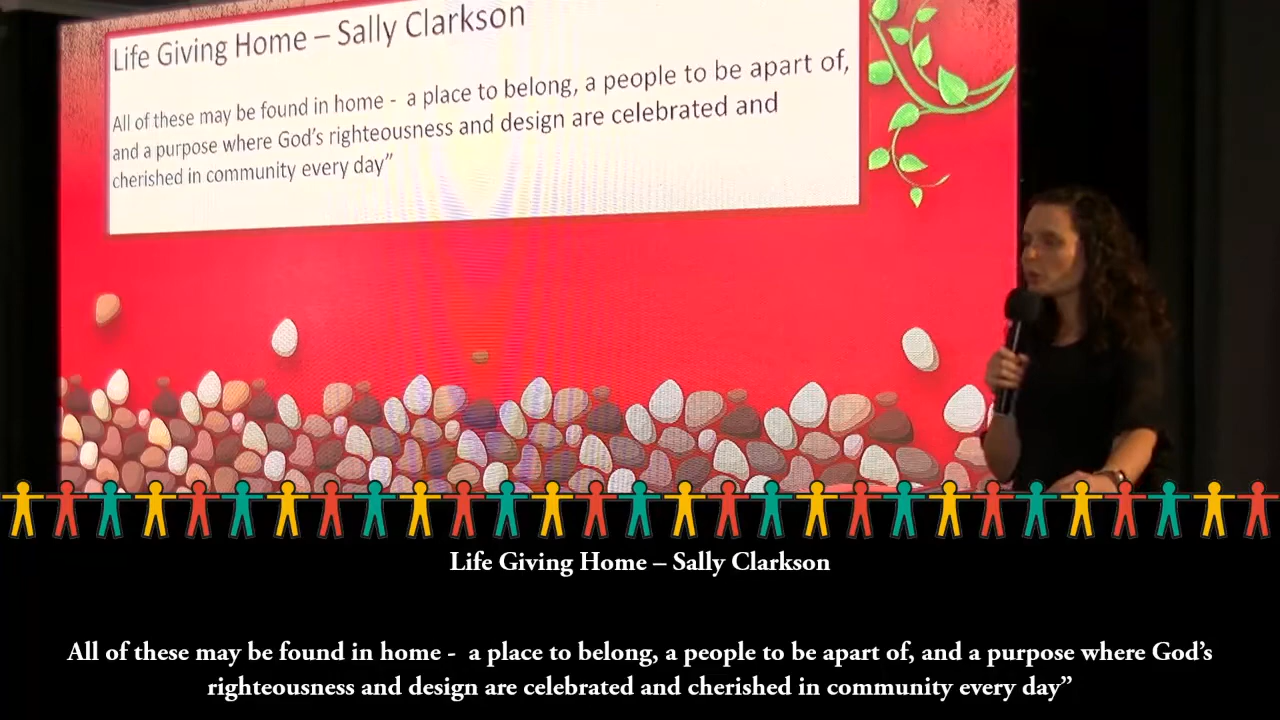 Life Giving Home – Sally Clarkson
All of these may be found in home - a place to belong, a people to be apart of,
and a purpose where God's righteousness and design are celebrated and
cherished in community every day”
Life Giving Home – Sally Clarkson
All of these may be found in home - a place to belong, a people to be apart of, and a purpose where God’s
righteousness and design are celebrated and cherished in community every day”